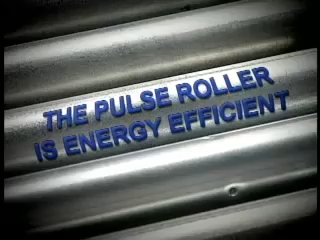 THE PULSE ROLLER
IS ENERGY EFFICIENT